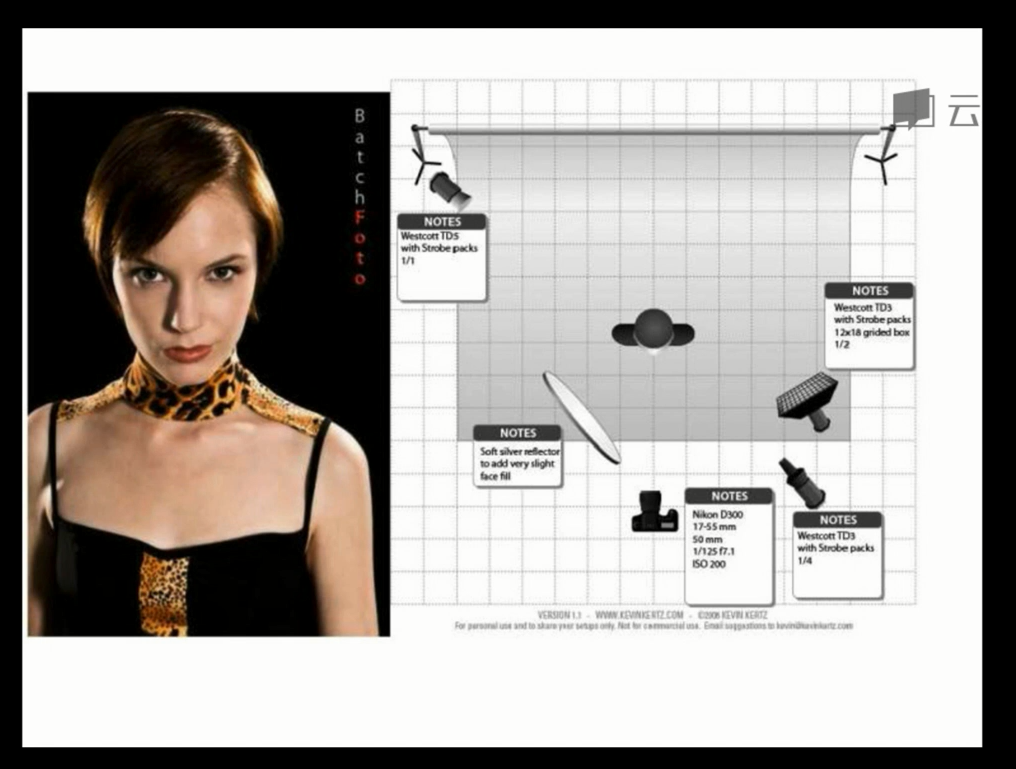 BatchFoto
云
NOTES
Westcott TD5
with Strobe packs
1/1
NOTES
Westcott TD3
with Strobe packs
12x18 grided box
1/2
NOTES
Soft silver reflector
to add very slight
face fill
NOTES
Nikon D300
17-55 mm
50 mm
1/125 f7.1
ISO 200
NOTES
Westcott TD3
with Strobe packs
1/4
VERSION 1.1 - WWW.KEVINKERTZ.COM - ©2006 KEVIN KERTZ
For personal use and to share your setups only. Not for commercial use. Email suggestions to kevin@kevinkertz.com